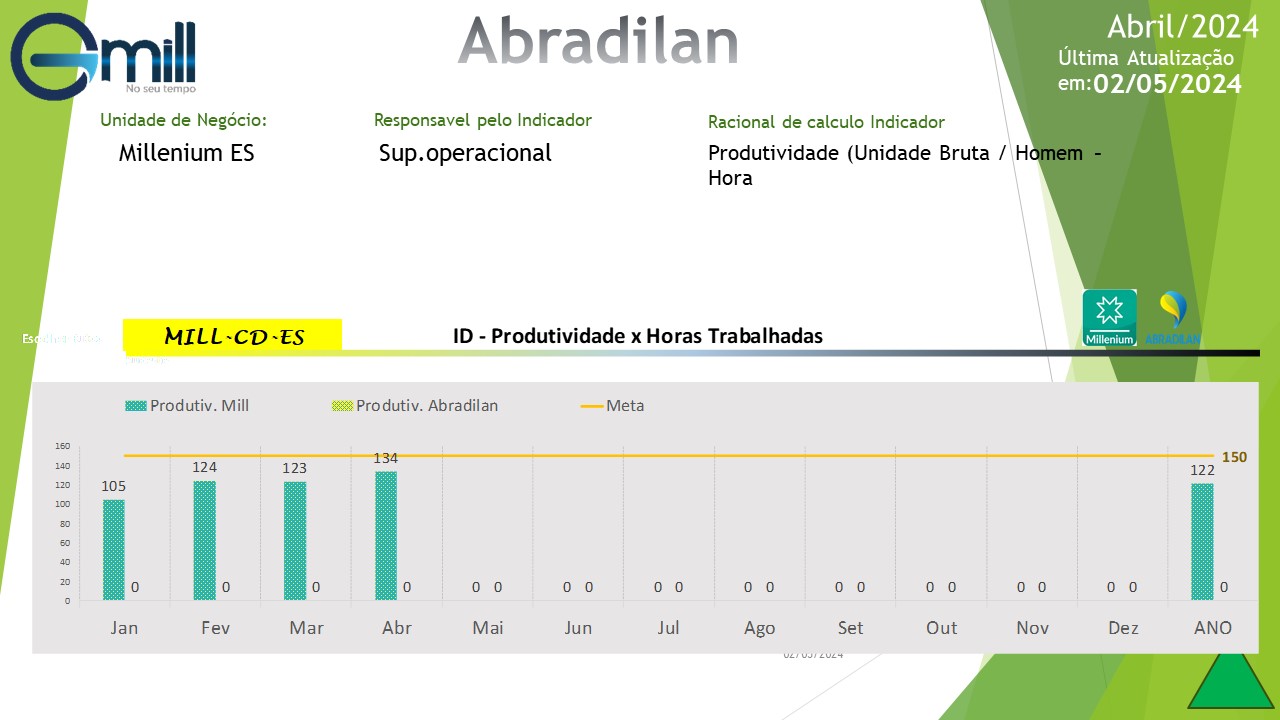 Gmill
No seu tempo
Abradilan
Abril/2024
Última Atualização
em:02/05/2024
Unidade de Negócio:
Responsavel pelo Indicador
Racional de calculo Indicador
Millenium ES
Sup.operacional
Produtividade (Unidade Bruta / Homem –
Hora
MILL-CD-ES
ID - Produtividade x Horas Trabalhadas
Millenium
ABRADILAN
Produtiv. Mill
Produtiv. Abradilan
Meta
160
140
120
100
80
60
40
20
0
105 0
124 0
123 0
134 0
0 0
0 0
0 0
0 0
0 0
0 0
0 0
0 0
122 0
150
Jan Fev Mar Abr Mai Jun Jul Ago Set Out Nov Dez ANO
02/05/2024